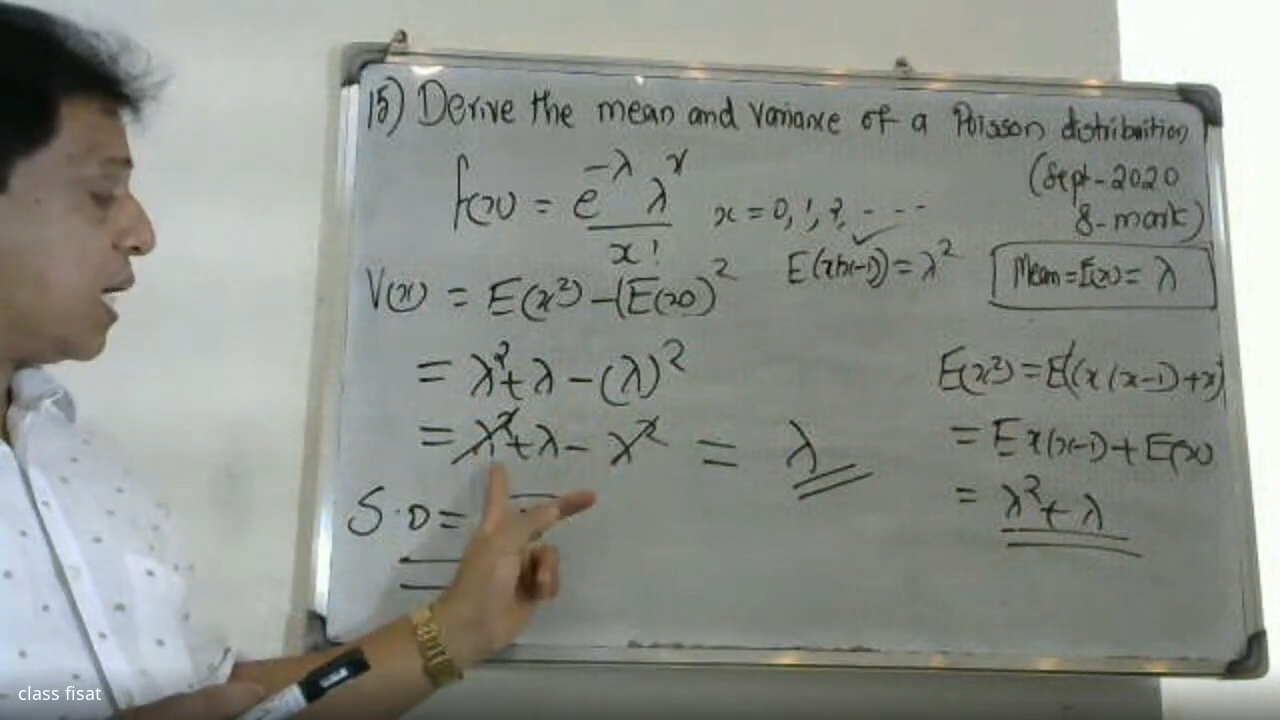 15) Derive the mean and Variance of a Poisson distribuition
(Sept-2020
8-mark)
f(x) = e^{-λ} λ^x / x! x = 0, 1, 2, - - - -
E(x(x-1)) = λ² ✓
Mean = E(x) = λ
V(x) = E(x²) - (E(x))²
= λ² + λ - (λ)²
= λ² + λ - λ² = λ
S.D =
E(x²) = E((x(x-1)+x)
= E x(x-1) + E(x)
= λ² + λ
class fisat